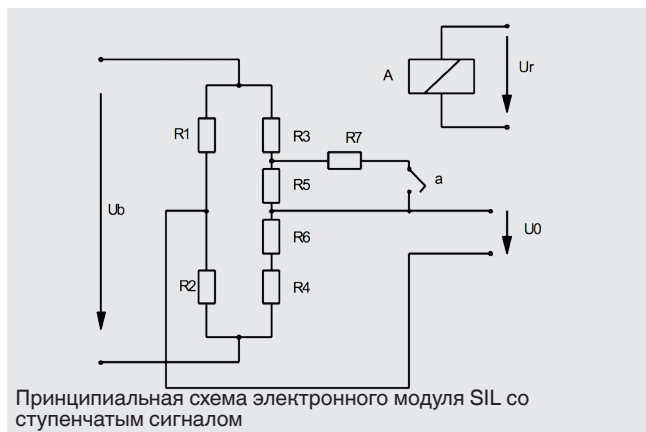 A
Ur
R1
R3
R7
R5
a
Ub
U0
R6
R2
R4
Принципиальная схема электронного модуля SIL со
ступенчатым сигналом